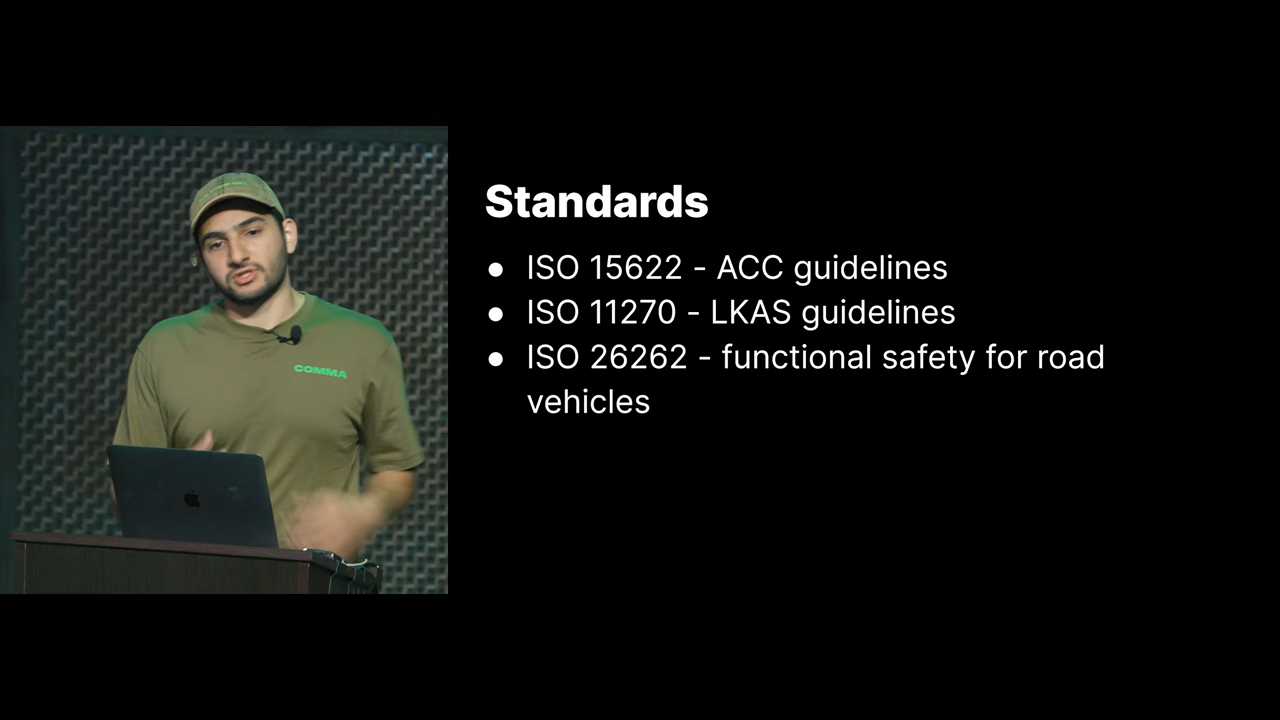 Standards
● ISO 15622 - ACC guidelines
● ISO 11270 - LKAS guidelines
● ISO 26262 - functional safety for road
vehicles
COMMA